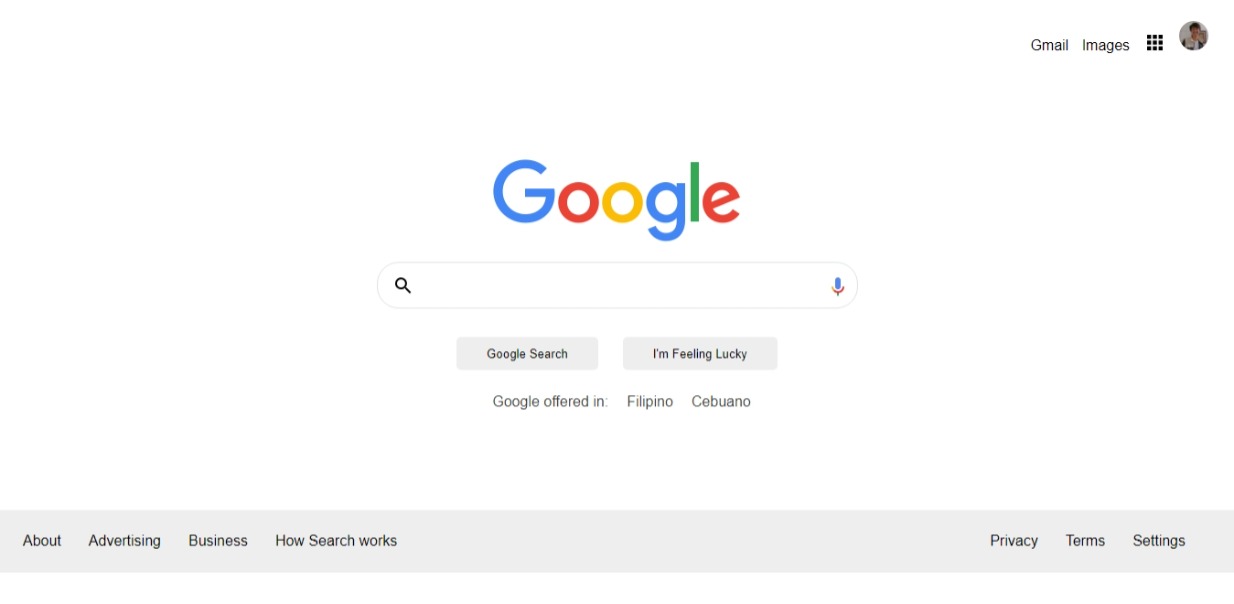 Gmail Images
Google
Google Search I'm Feeling Lucky
Google offered in: Filipino Cebuano
About Advertising Business How Search works Privacy Terms Settings